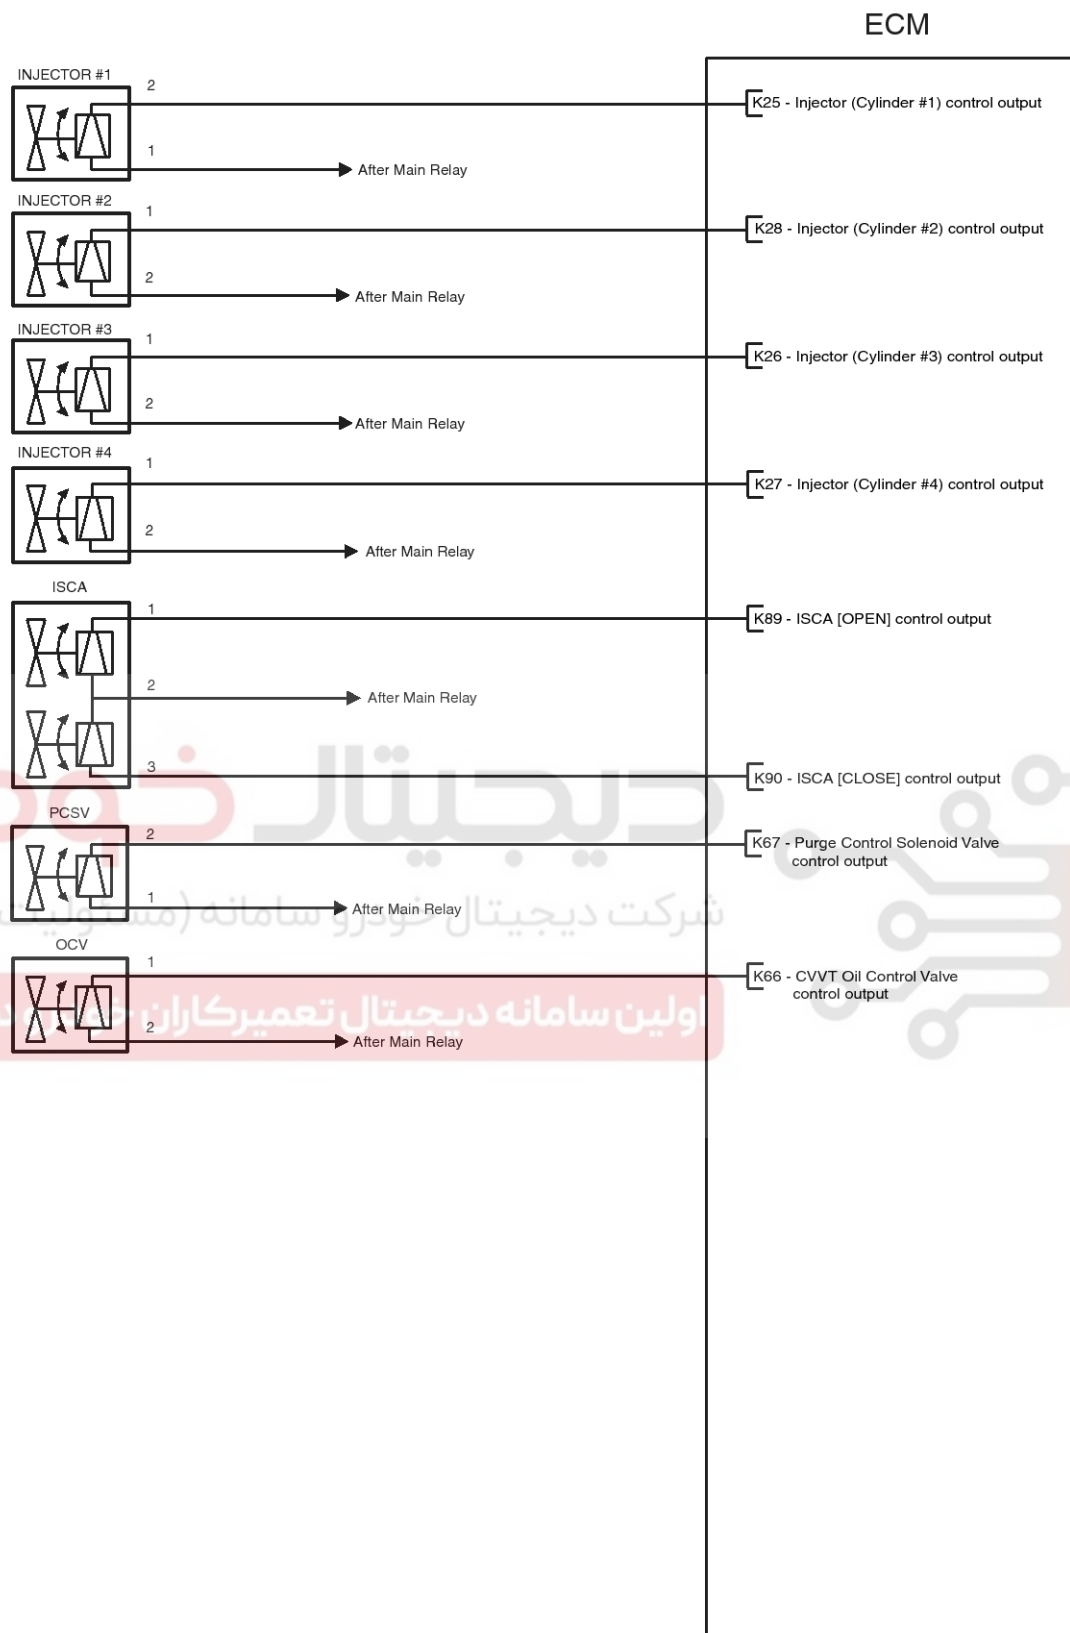 ECM
INJECTOR #1
2
K25 - Injector (Cylinder #1) control output
1
After Main Relay
INJECTOR #2
1
K28 - Injector (Cylinder #2) control output
2
After Main Relay
INJECTOR #3
1
K26 - Injector (Cylinder #3) control output
2
After Main Relay
INJECTOR #4
1
K27 - Injector (Cylinder #4) control output
2
After Main Relay
ISCA
1
K89 - ISCA [OPEN] control output
2
After Main Relay
3
K90 - ISCA [CLOSE] control output
دیجیتال خودرو
PCSV
2
K67 - Purge Control Solenoid Valve
control output
1
After Main Relay
شرکت دیجیتال خودرو سامانه (مسئولیت
OCV
1
K66 - CVVT Oil Control Valve
control output
اولین سامانه دیجیتال تعمیرکاران خودرو
2
After Main Relay